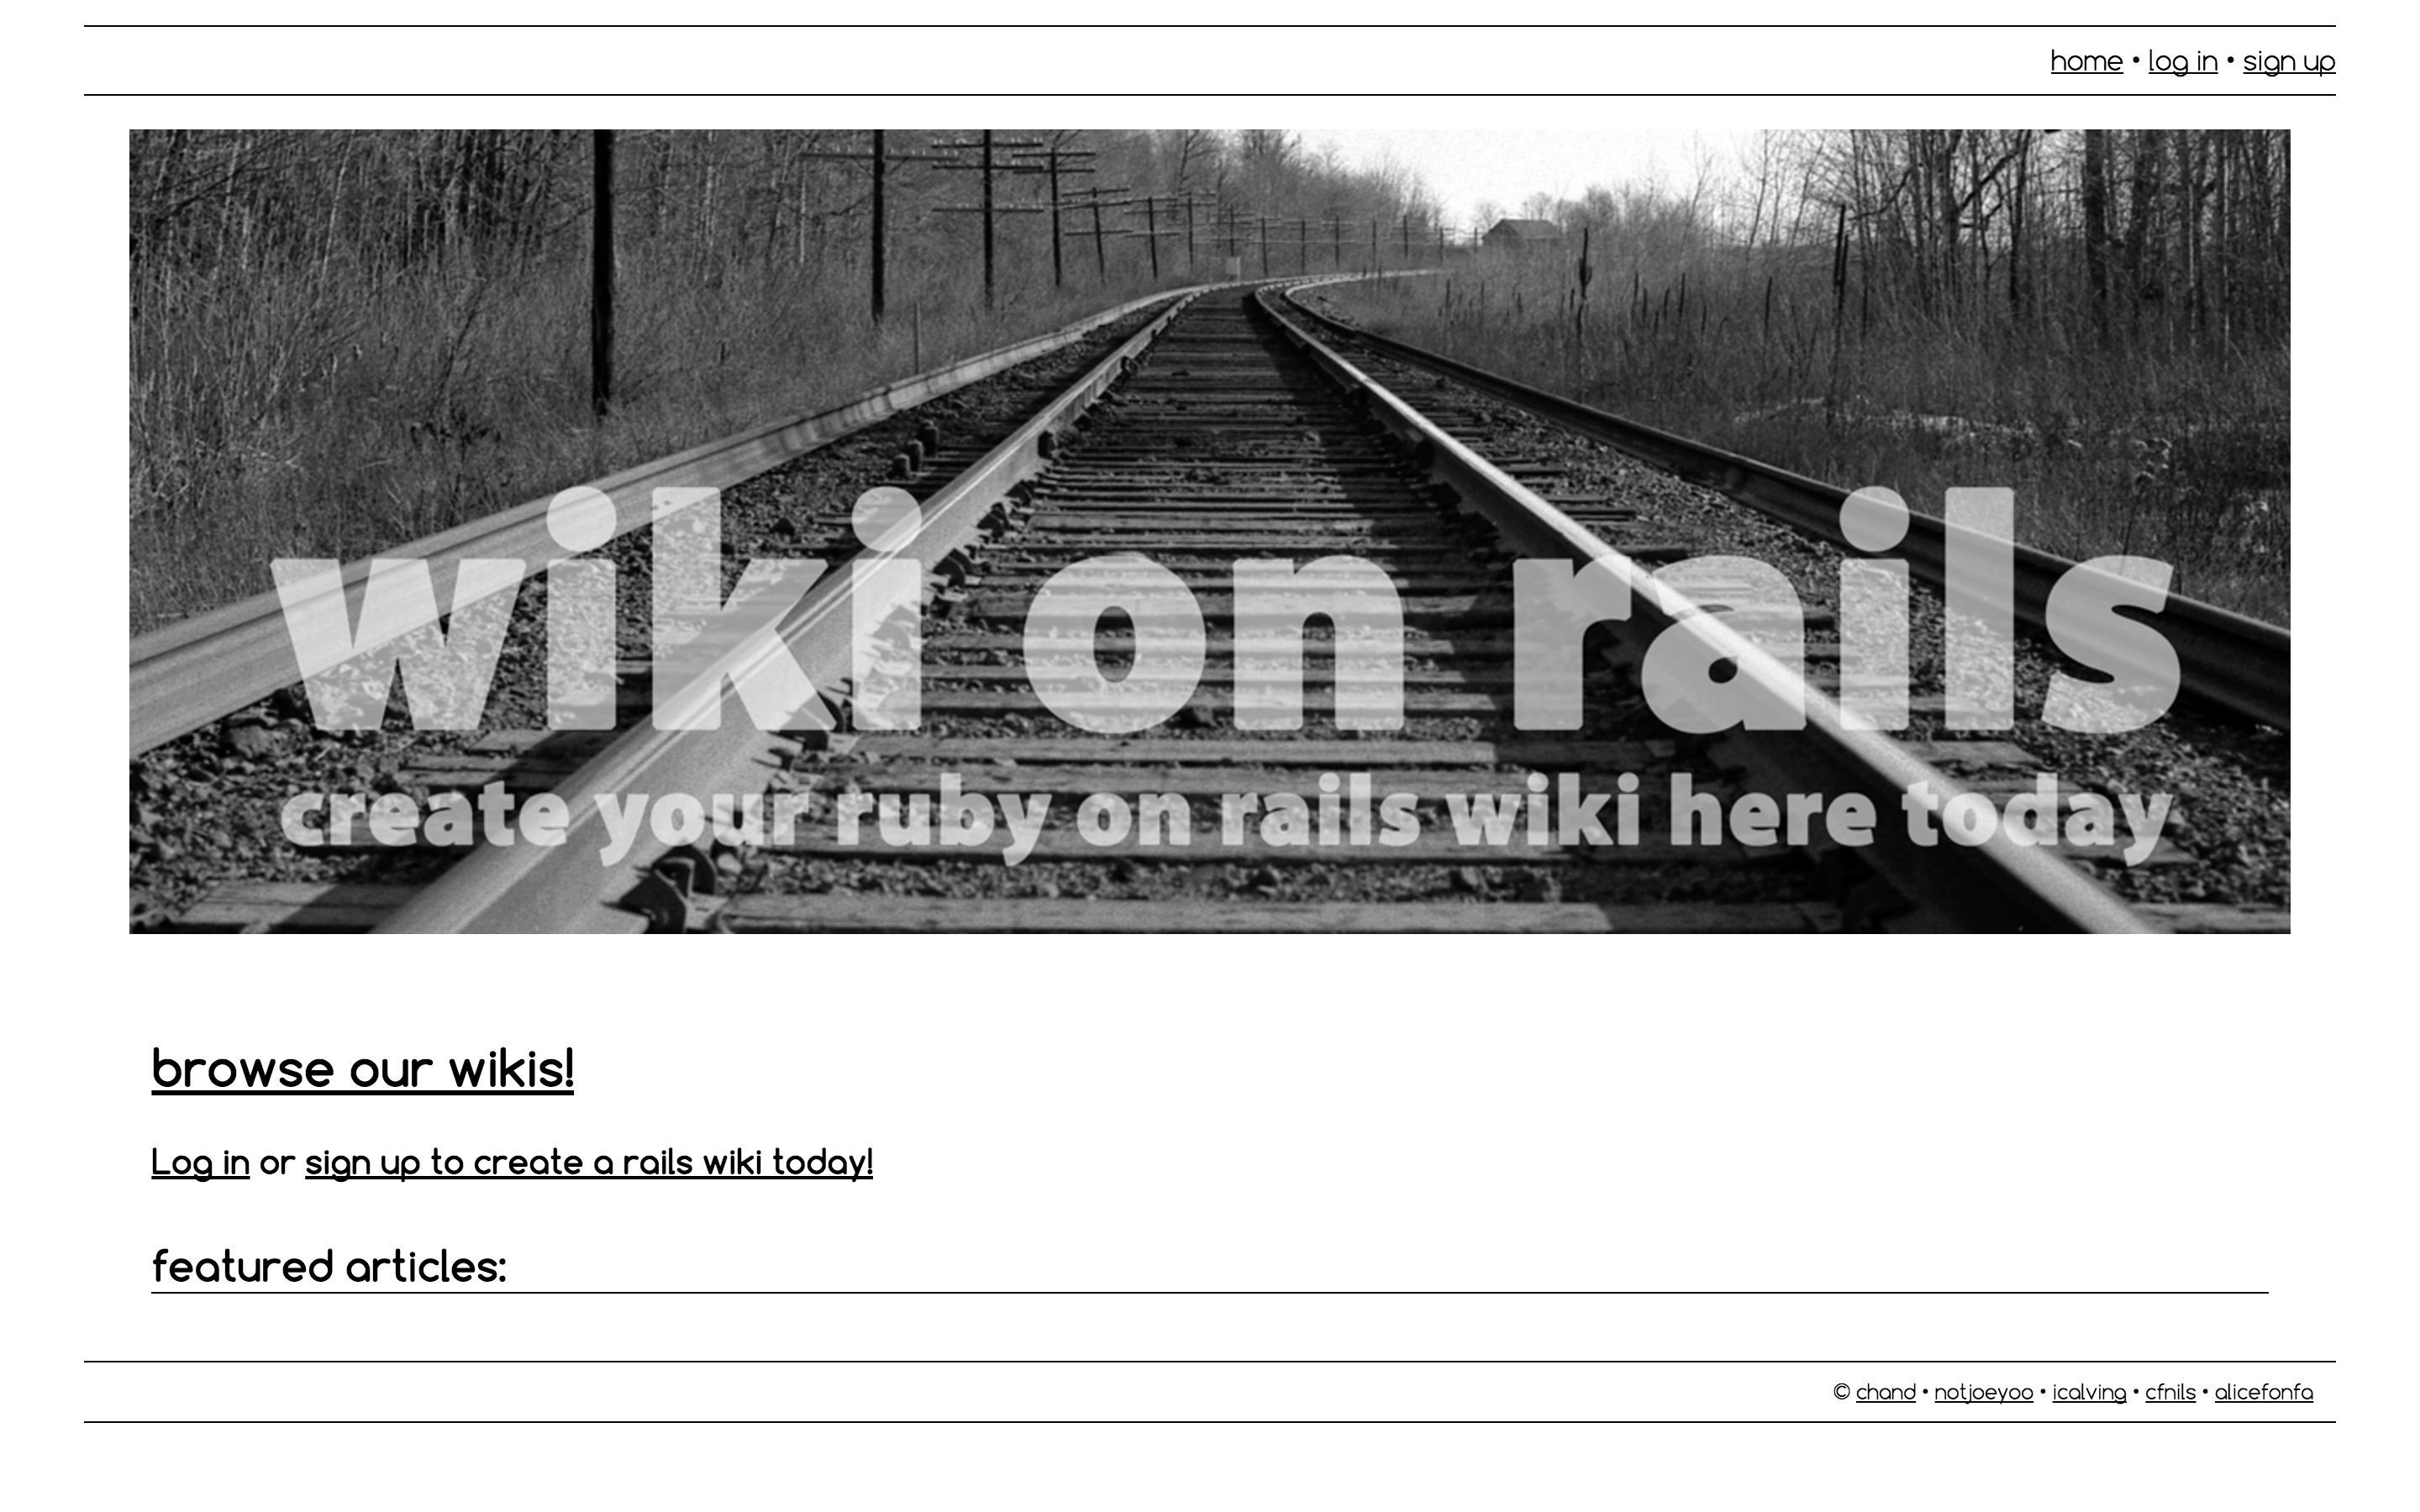 home • log in • sign up
wiki on rails
create your ruby on rails wiki here today
browse our wikis!
Log in or sign up to create a rails wiki today!
featured articles:
© chand • notjoeyoo • icalving • cfnils • alicefonfa